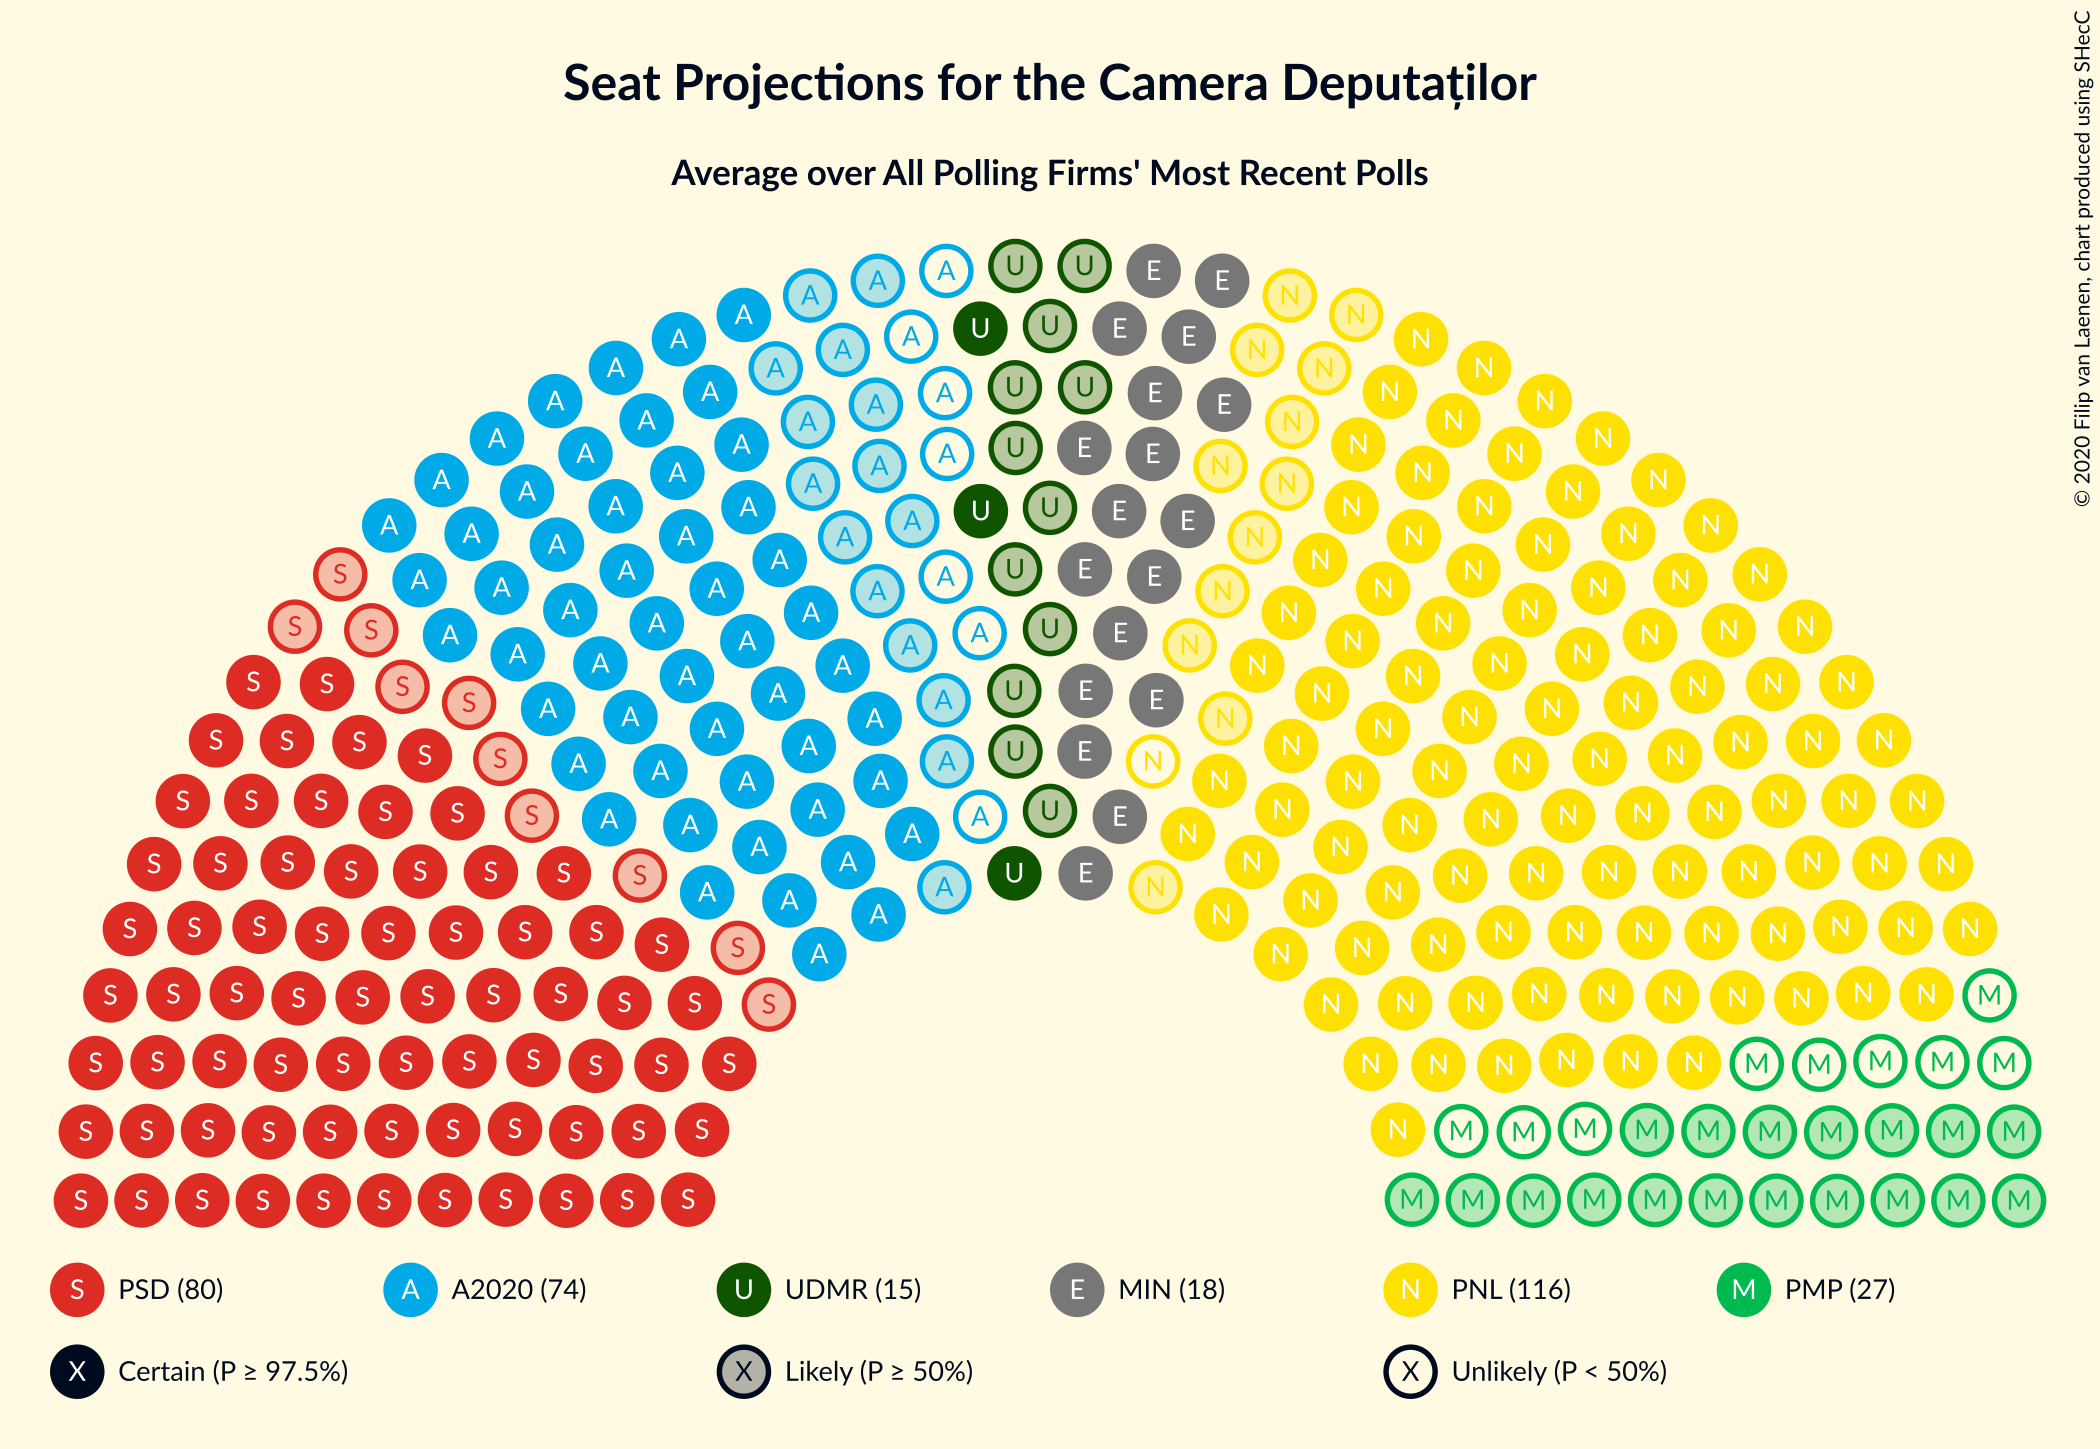 Seat Projections for the Camera Deputaților
Average over All Polling Firms' Most Recent Polls
© 2020 Filip van Laenen, chart produced using SHecC
S PSD (80) A A2020 (74) U UDMR (15) E MIN (18) N PNL (116) M PMP (27)
X Certain (P ≥ 97.5%) X Likely (P ≥ 50%) X Unlikely (P < 50%)